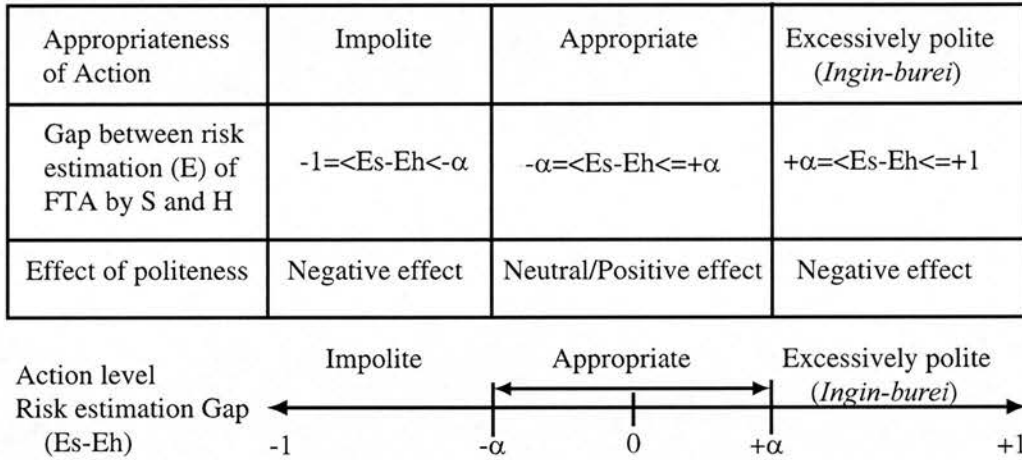 Appropriateness of Action
Impolite
Appropriate
Excessively polite (Ingin-burei)
Gap between risk estimation (E) of FTA by S and H
-1=<Es-Eh<-α
-α=<Es-Eh<=+α
+α=<Es-Eh<=+1
Effect of politeness
Negative effect
Neutral/Positive effect
Negative effect
Impolite
Appropriate
Excessively polite
(Ingin-burei)
Action level
Risk estimation Gap
(Es-Eh)
-1
-α
0
+α
+1